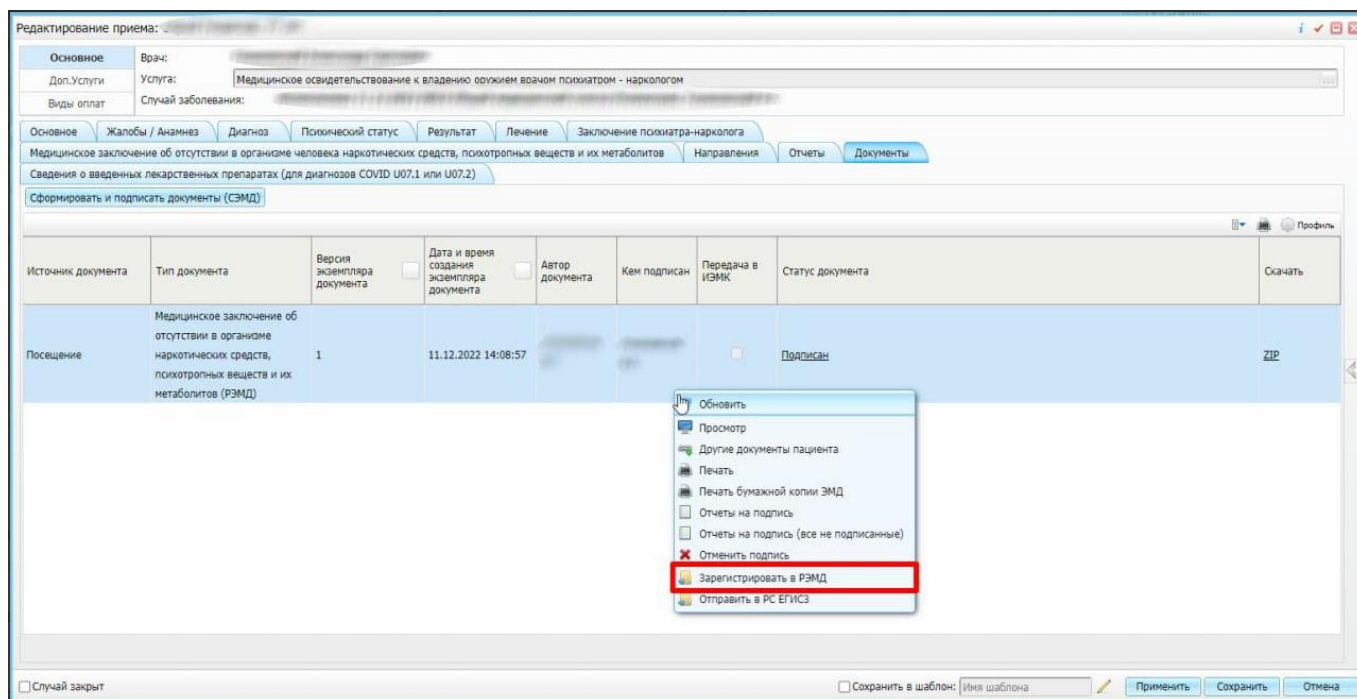 Редактирование приема:
Основное
Врач:
Доп.Услуги
Услуга: Медицинское освидетельствование к владению оружием врачом психиатром - наркологом ...
Виды оплат
Случай заболевания:
Основное Жалобы / Анамнез Диагноз Психический статус Результат Лечение Заключение психиатра-нарколога
Медицинское заключение об отсутствии в организме человека наркотических средств, психотропных веществ и их метаболитов Направления Отчеты Документы
Сведения о введенных лекарственных препаратах (для диагнозов COVID U07.1 или U07.2)
Сформировать и подписать документы (СЭМД)
Профиль
Источник документа
Тип документа
Версия
экземпляра
документа
Дата и время
создания
экземпляра
документа
Автор
документа
Кем подписан
Передача в
ИЭМК
Статус документа
Скачать
Посещение
Медицинское заключение об
отсутствии в организме
наркотических средств,
психотропных веществ и их
метаболитов (РЭМД)
1
11.12.2022 14:08:57
Подписан
ZIP
Обновить
Просмотр
Другие документы пациента
Печать
Печать бумажной копии ЭМД
Отчеты на подпись
Отчеты на подпись (все не подписанные)
Отменить подпись
Зарегистрировать в РЭМД
Отправить в РС ЕГИСЗ
Случай закрыт
Сохранить в шаблон: Имя шаблона
Применить Сохранить Отмена